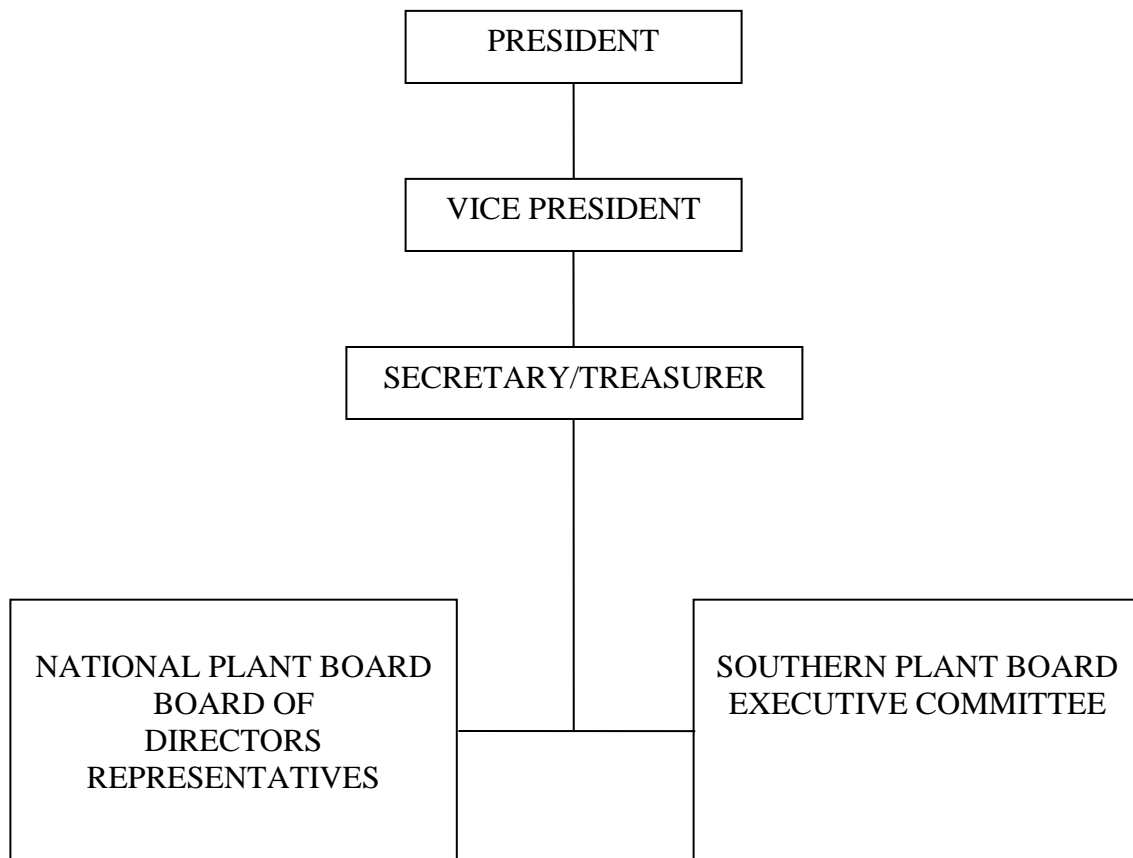 PRESIDENT
VICE PRESIDENT
SECRETARY/TREASURER
NATIONAL PLANT BOARD
BOARD OF
DIRECTORS
REPRESENTATIVES
SOUTHERN PLANT BOARD
EXECUTIVE COMMITTEE